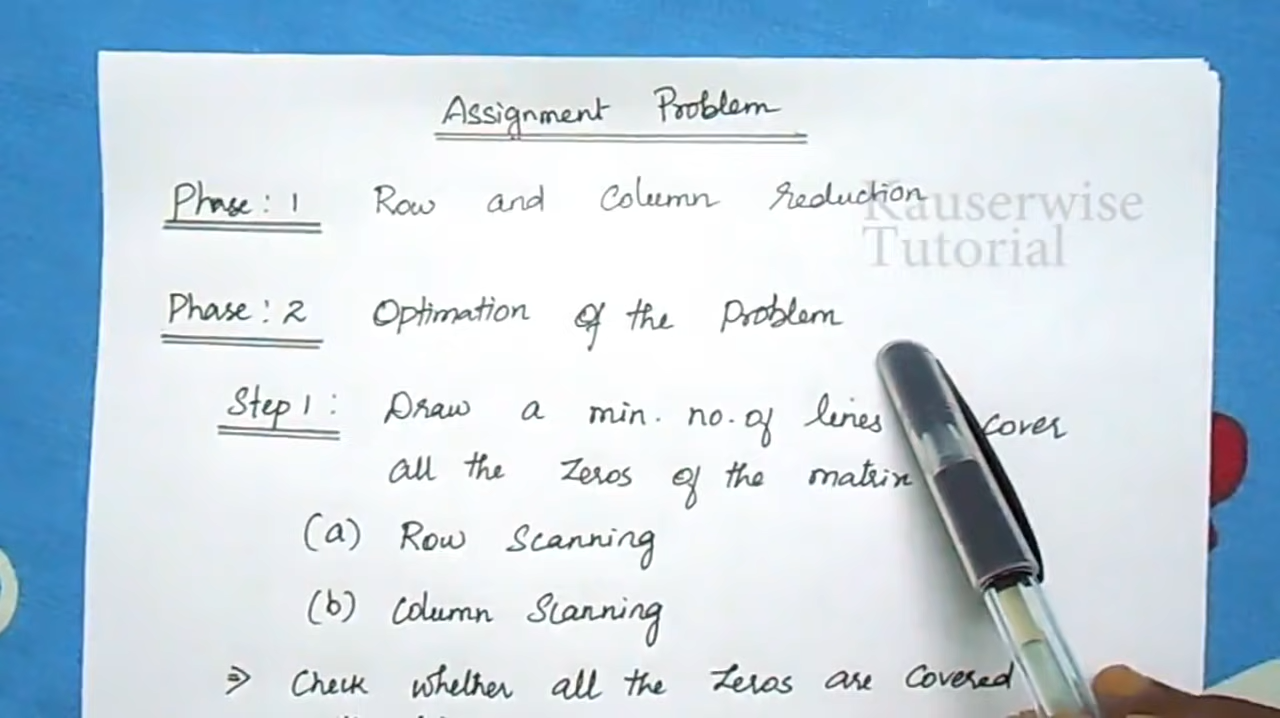 Assignment Problem
Phase: 1 Row and Column reduction
Kauserwise
Tutorial
Phase: 2 Optimation of the Problem
Step 1: Draw a min. no. of lines cover
all the zeros of the matrix
(a) Row Scanning
(b) Column Scanning
⇒ Check whether all the zeros are covered